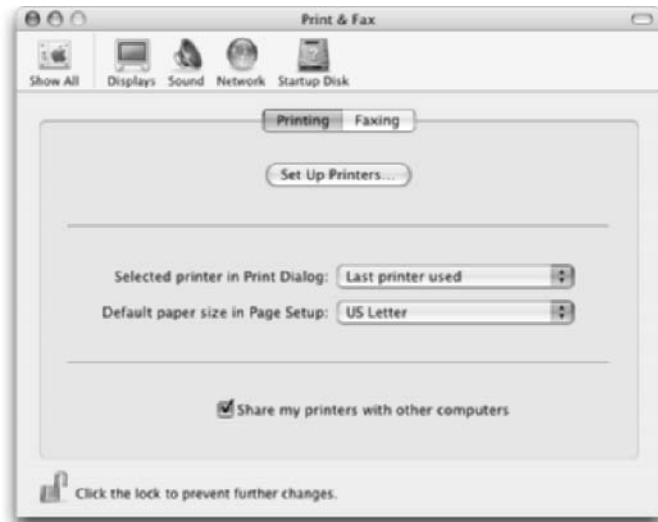 Print & Fax
Show All Displays Sound Network Startup Disk
Printing Faxing
Set Up Printers...
Selected printer in Print Dialog: Last printer used
Default paper size in Page Setup: US Letter
Share my printers with other computers
Click the lock to prevent further changes.